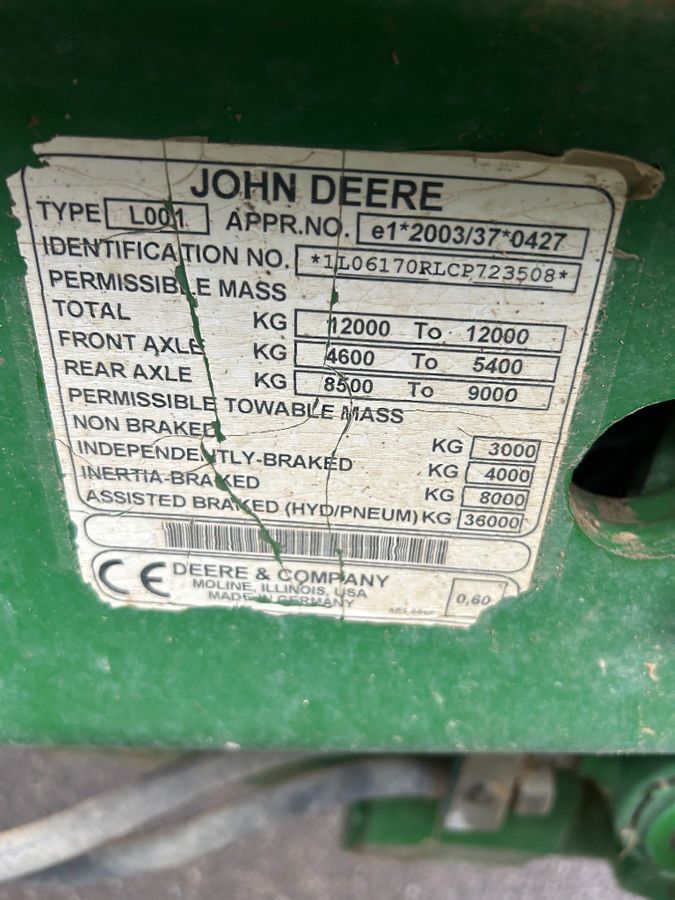 JOHN DEERE
TYPE L001 APPR.NO. e1*2003/37*0427
IDENTIFICATION NO. *1L06170RLCP723508*
PERMISSIBLE MASS
TOTAL KG 12000 To 12000
FRONT AXLE KG 4600 To 5400
REAR AXLE KG 8500 To 9000
PERMISSIBLE TOWABLE MASS
NON BRAKED KG 3000
INDEPENDENTLY-BRAKED KG 4000
INERTIA-BRAKED KG 8000
ASSISTED BRAKED (HYD/PNEUM) KG 36000
CE DEERE & COMPANY
MOLINE, ILLINOIS, USA
MADE IN GERMANY
0,60